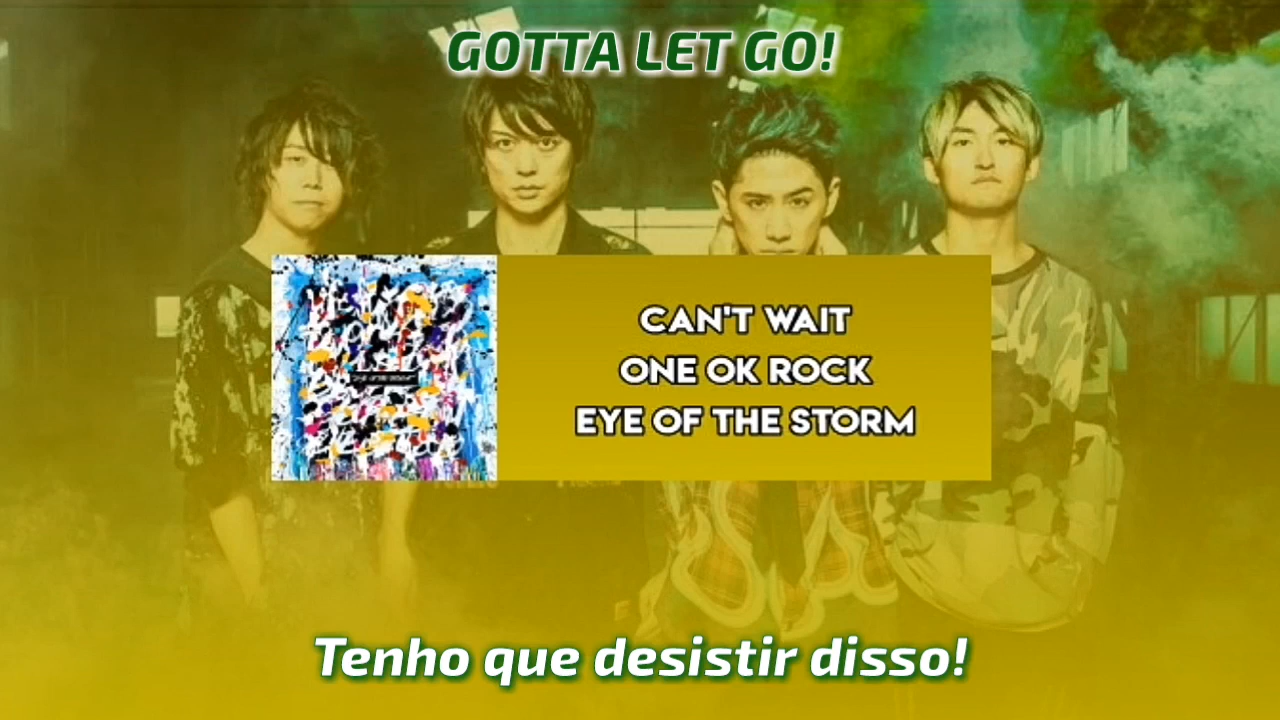 GOTTA LET GO!
CAN'T WAIT
ONE OK ROCK
EYE OF THE STORM
Tenho que desistir disso!